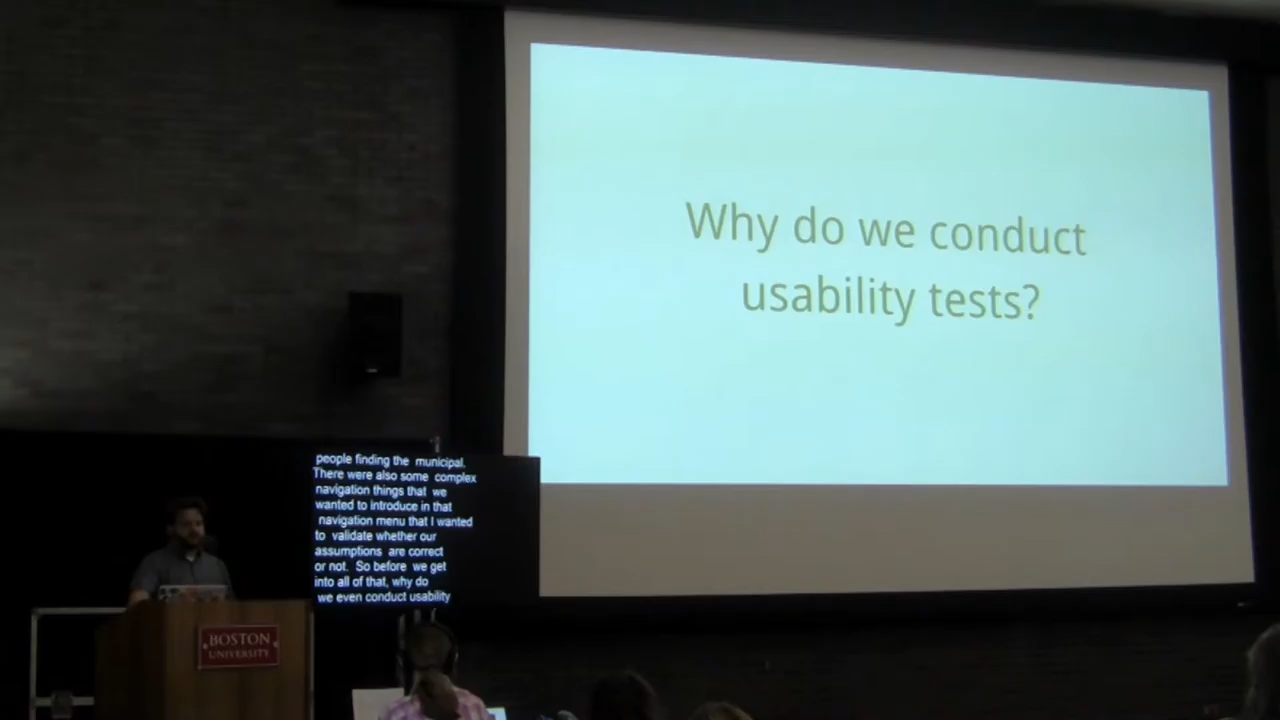 Why do we conduct
usability tests?
people finding the municipal.
There were also some complex
navigation things that we
wanted to introduce in that
navigation menu that I wanted
to validate whether our
assumptions are correct
or not. So before we get
into all of that, why do
we even conduct usability
BOSTON
UNIVERSITY